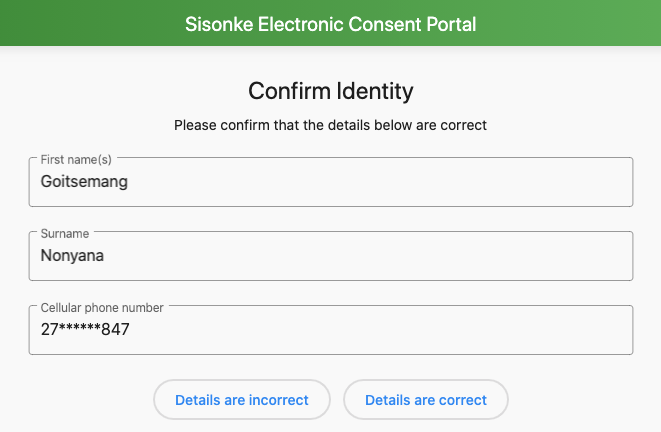 Sisonke Electronic Consent Portal
Confirm Identity
Please confirm that the details below are correct
First name(s)
Goitsemang
Surname
Nonyana
Cellular phone number
27******847
Details are incorrect
Details are correct